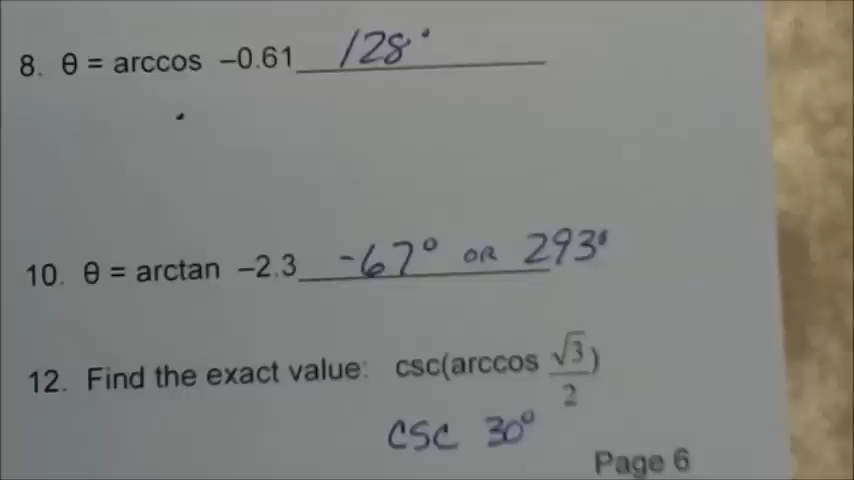 8. θ = arccos −0.61 128°
10. θ = arctan −2.3 -67° OR 293°
12. Find the exact value: csc(arccos √3/2)
CSC 30°
Page 6